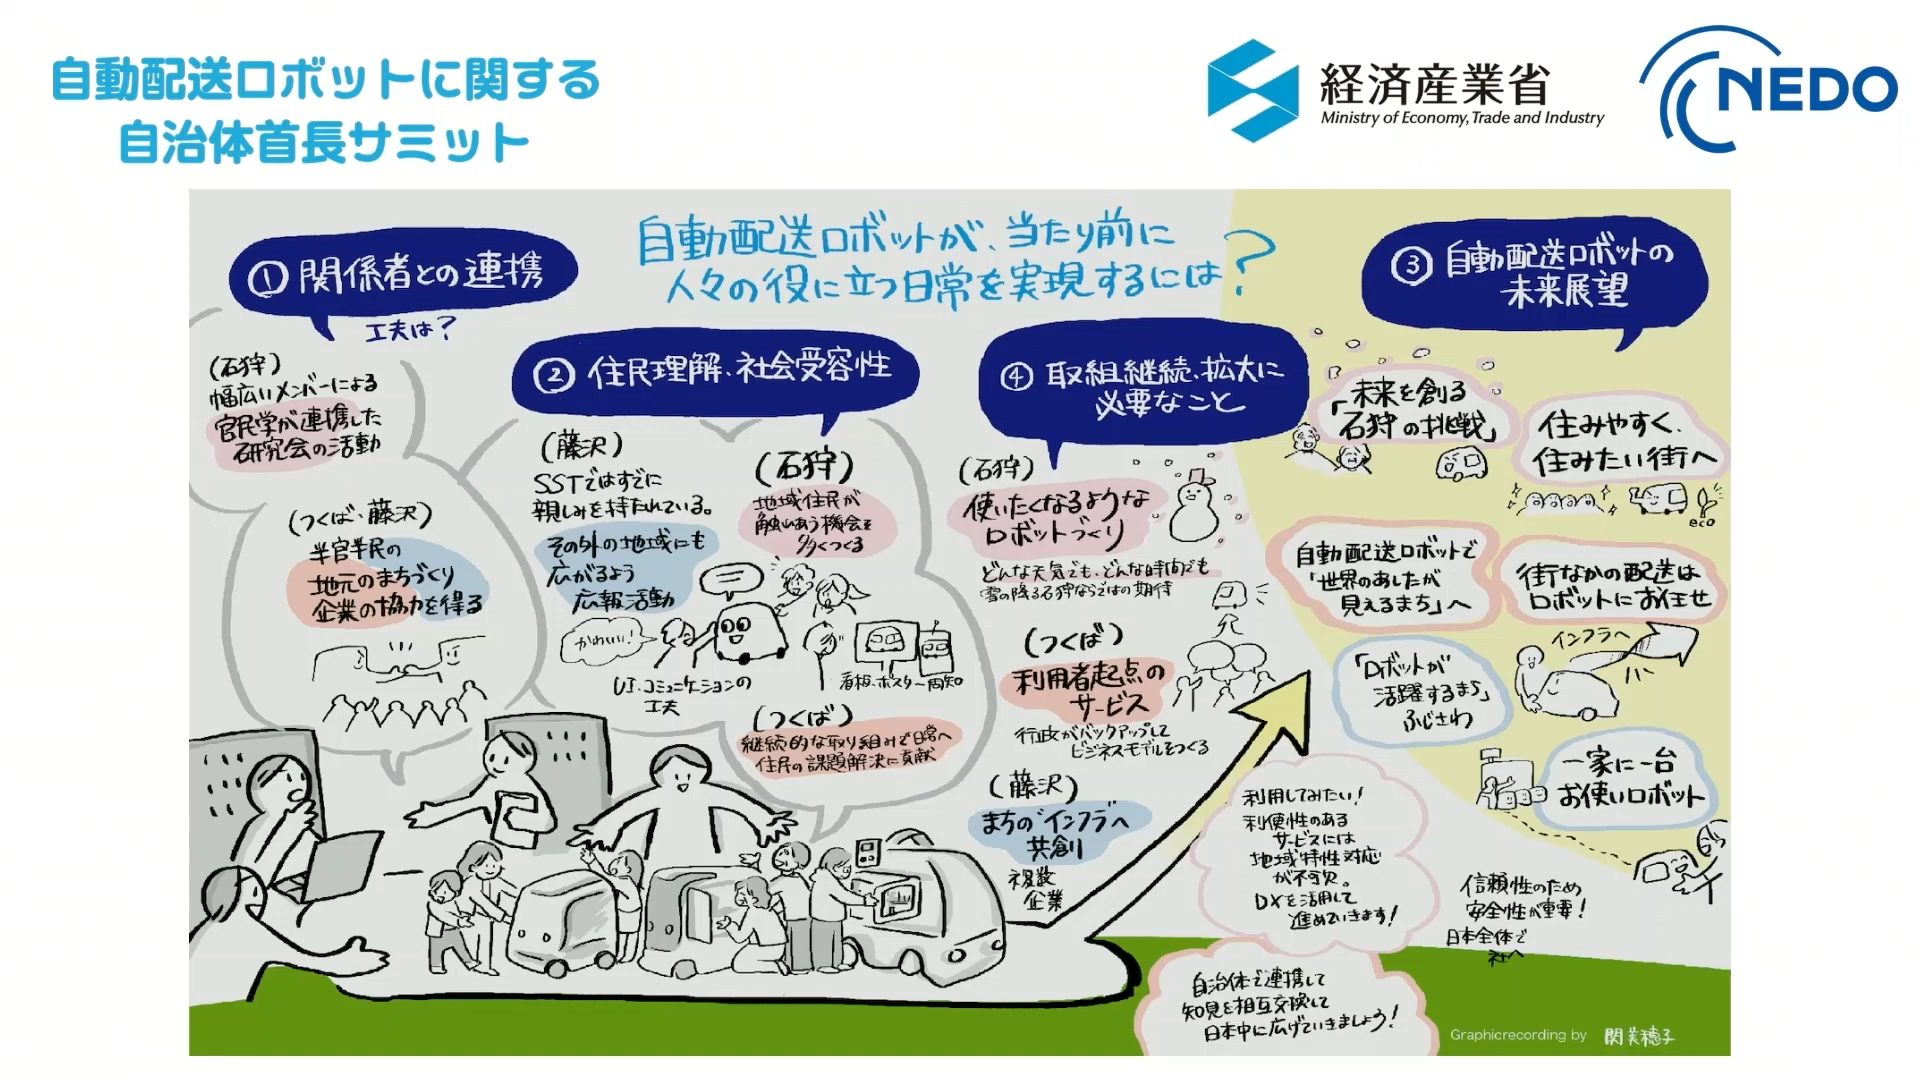 自動配送ロボットに関する
自治体首長サミット
経済産業省
Ministry of Economy, Trade and Industry
NEDO
自動配送ロボットが、当たり前に
人々の役に立つ日常を実現するには?
① 関係者との連携
工夫は?
(石狩)
幅広いメンバーによる
官民学が連携した
研究会の活動
(つくば・藤沢)
半官半民の
地元のまちづくり
企業の協力を得る
② 住民理解、社会受容性
(藤沢)
SSTではすでに
親しみを持たれている。
その外の地域にも
広がるよう
広報活動
かわいい!
UI・コミュニケーションの
工夫
(石狩)
地域住民が
触れあう機会を
多くつくる
看板、ポスター周知
(つくば)
継続的な取り組みで日常へ
住民の課題解決に貢献
④ 取組継続、拡大に
必要なこと
(石狩)
使いたくなるような
ロボットづくり
どんな天気でも、どんな時間でも
雪の降る石狩ならではの期待
(つくば)
利用者起点の
サービス
行政がバックアップして
ビジネスモデルをつくる
(藤沢)
まちの"インフラ"へ
共創
複数
企業
③ 自動配送ロボットの
未来展望
未来を創る
「石狩の挑戦」
住みやすく、
住みたい街へ
eco
自動配送ロボットで
「世界のあしたが
見えるまち」へ
街なかの配送は
ロボットにお任せ
インフラへ
「ロボットが
活躍するまち」
ふじさわ
一家に一台
お使いロボット
利用してみたい!
利便性のある
サービスには
地域特性対応
が不可欠。
DXを活用して
進めていきます!
信頼性のため
安全性が重要!
日本全体で
自治体で連携して
知見を相互交換して
日本中に広げていきましょう!
Graphicrecording by 関美穂子